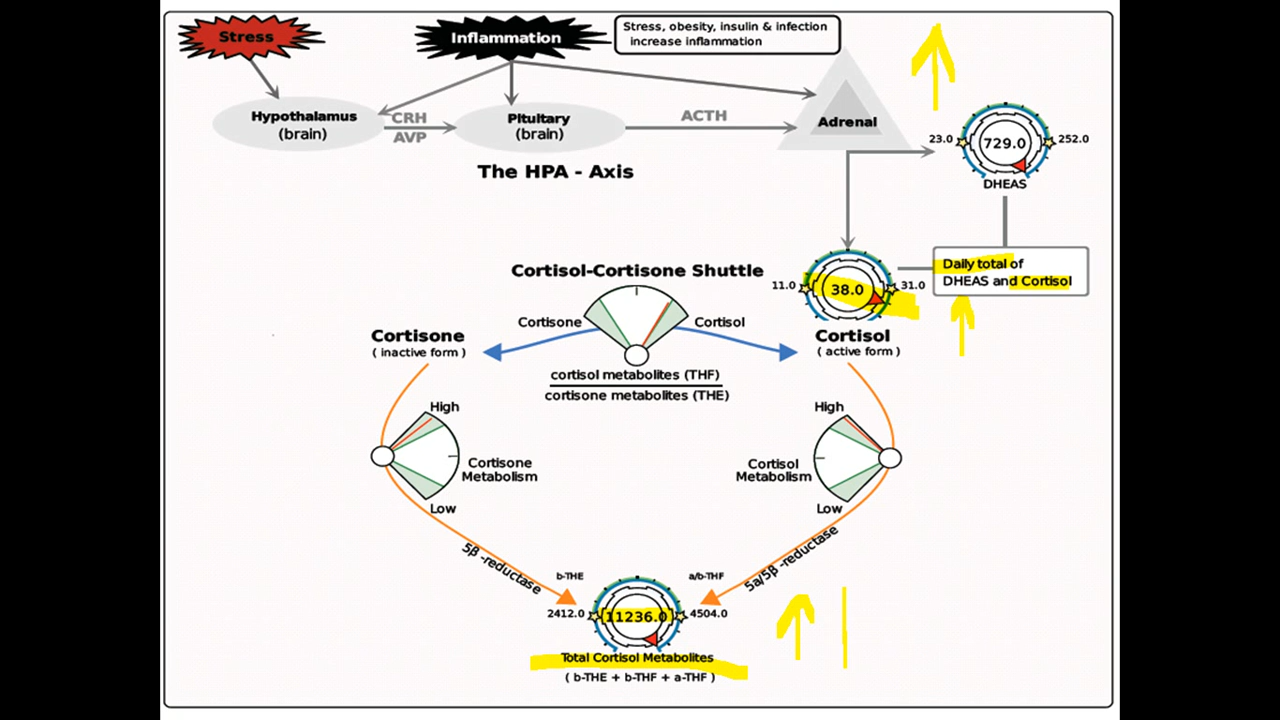 Stress
Inflammation
Stress, obesity, insulin & infection
increase inflammation
Hypothalamus
(brain)
CRH
AVP
Pituitary
(brain)
ACTH
Adrenal
23.0
729.0
252.0
DHEAS
The HPA - Axis
Daily total of
DHEAS and Cortisol
11.0
38.0
31.0
Cortisol-Cortisone Shuttle
Cortisone
Cortisol
Cortisone
( inactive form )
Cortisol
( active form )
cortisol metabolites (THF)
cortisone metabolites (THE)
High
Cortisone
Metabolism
Low
High
Cortisol
Metabolism
Low
5β -reductase
5a/5β -reductase
b-THE
a/b-THF
2412.0
11236.0
4504.0
Total Cortisol Metabolites
( b-THE + b-THF + a-THF )